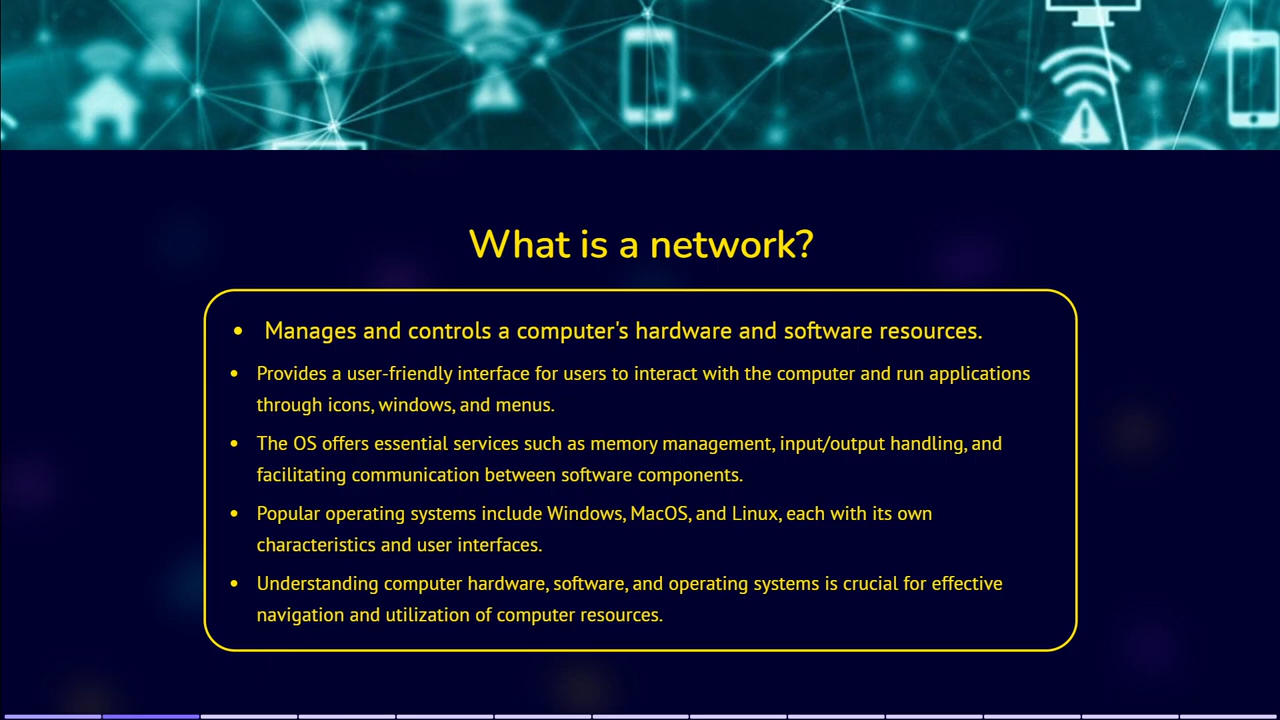 What is a network?
• Manages and controls a computer's hardware and software resources.
• Provides a user-friendly interface for users to interact with the computer and run applications
through icons, windows, and menus.
• The OS offers essential services such as memory management, input/output handling, and
facilitating communication between software components.
• Popular operating systems include Windows, MacOS, and Linux, each with its own
characteristics and user interfaces.
• Understanding computer hardware, software, and operating systems is crucial for effective
navigation and utilization of computer resources.